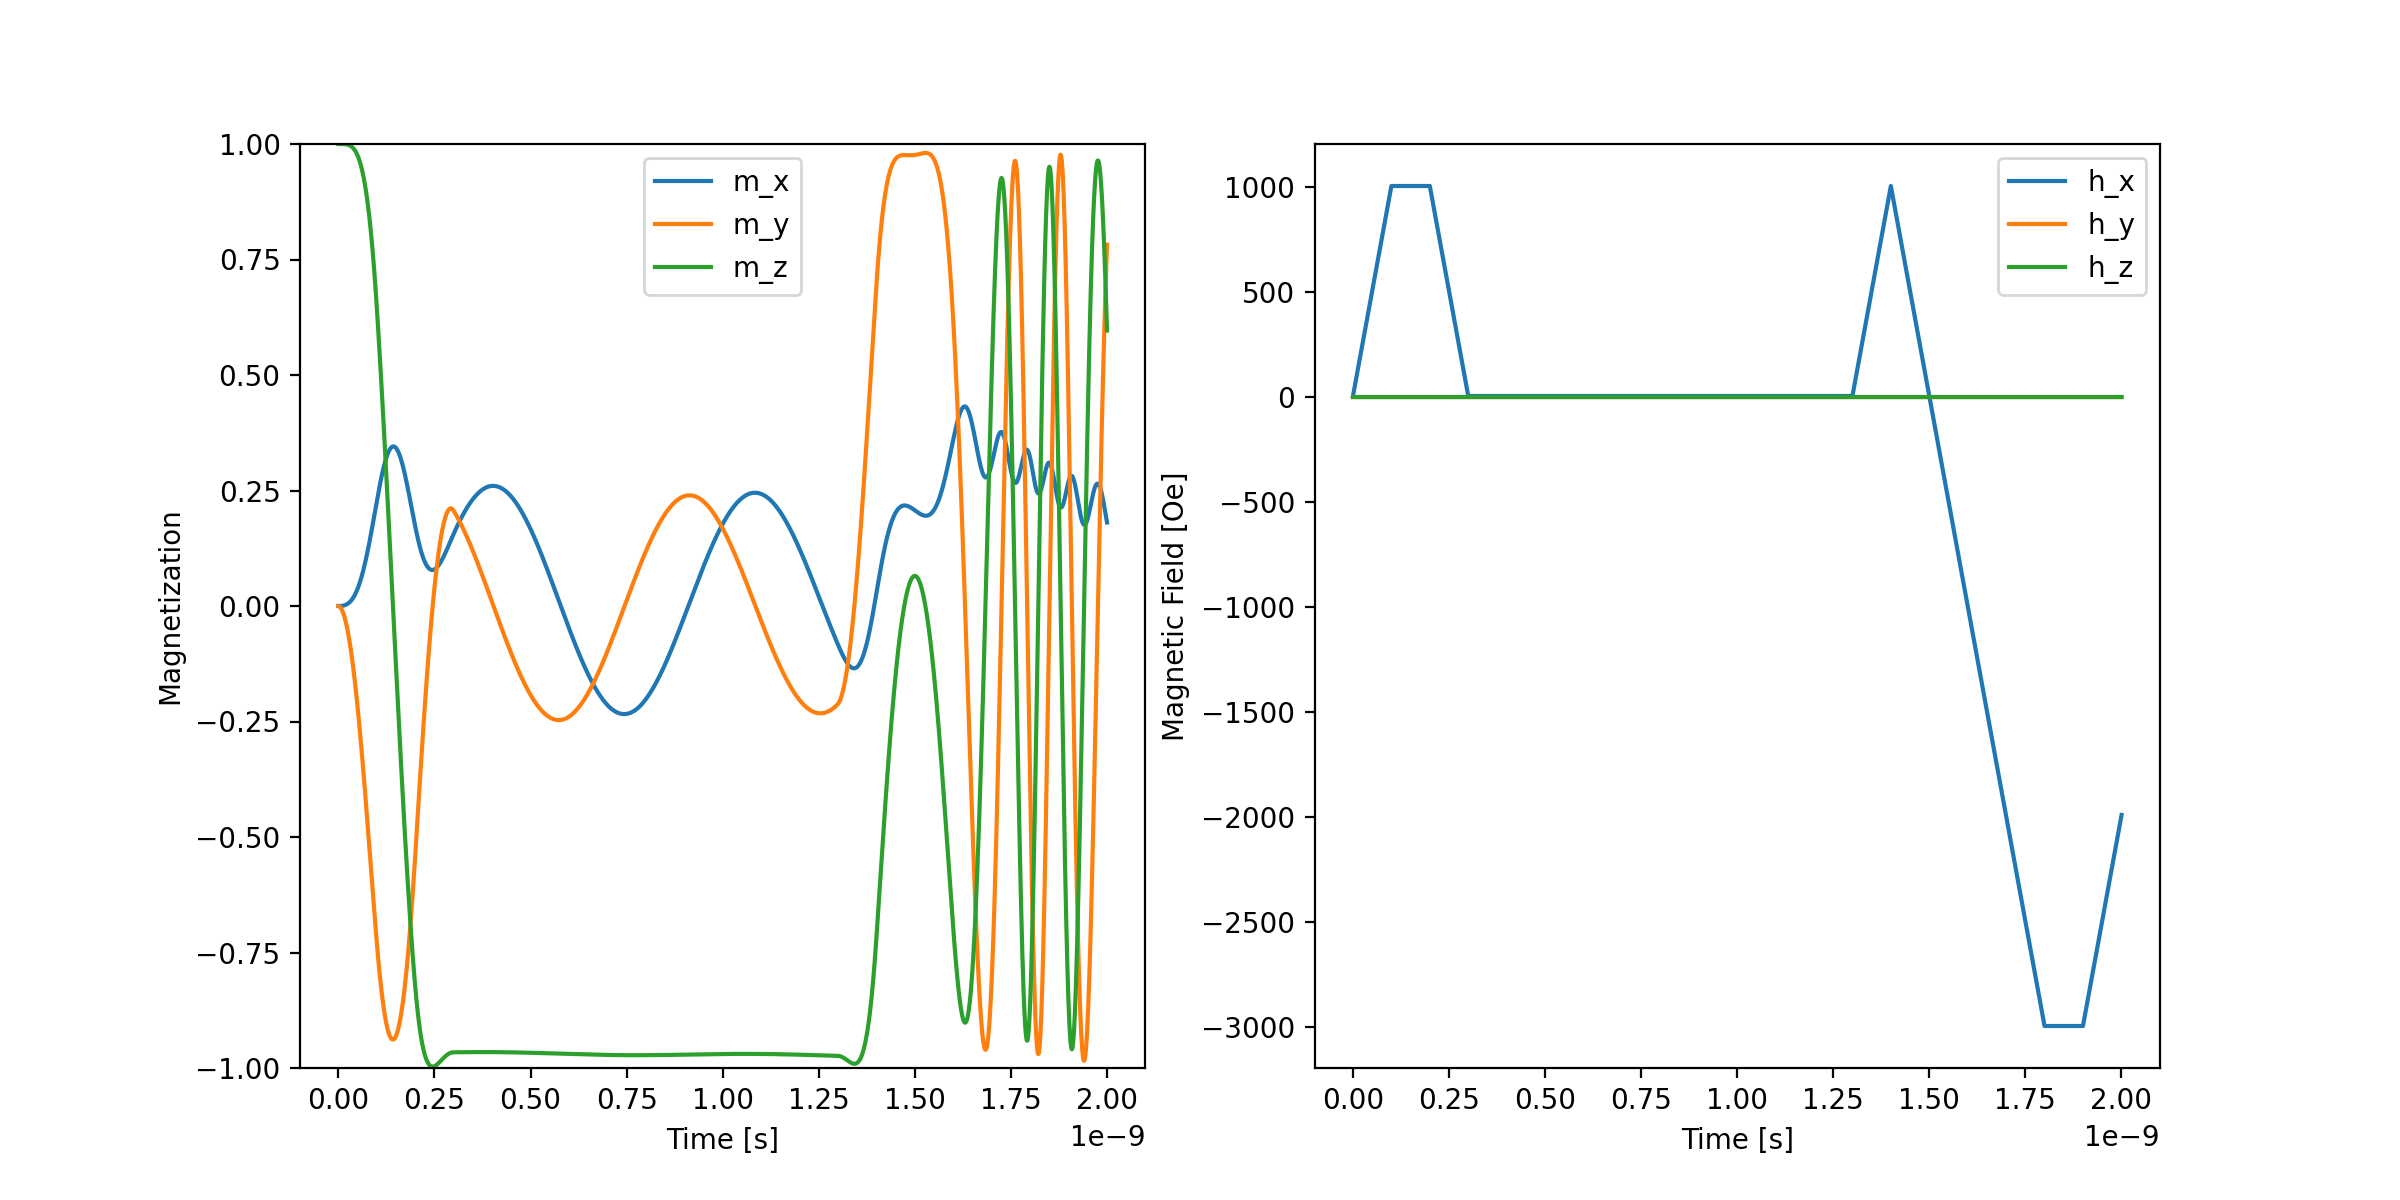 1.00
0.75
0.50
0.25
0.00
−0.25
−0.50
−0.75
−1.00
Magnetization
m_x
m_y
m_z
0.00 0.25 0.50 0.75 1.00 1.25 1.50 1.75 2.00
Time [s]
1e−9
1000
500
0
−500
−1000
−1500
−2000
−2500
−3000
Magnetic Field [Oe]
h_x
h_y
h_z
0.00 0.25 0.50 0.75 1.00 1.25 1.50 1.75 2.00
Time [s]
1e−9